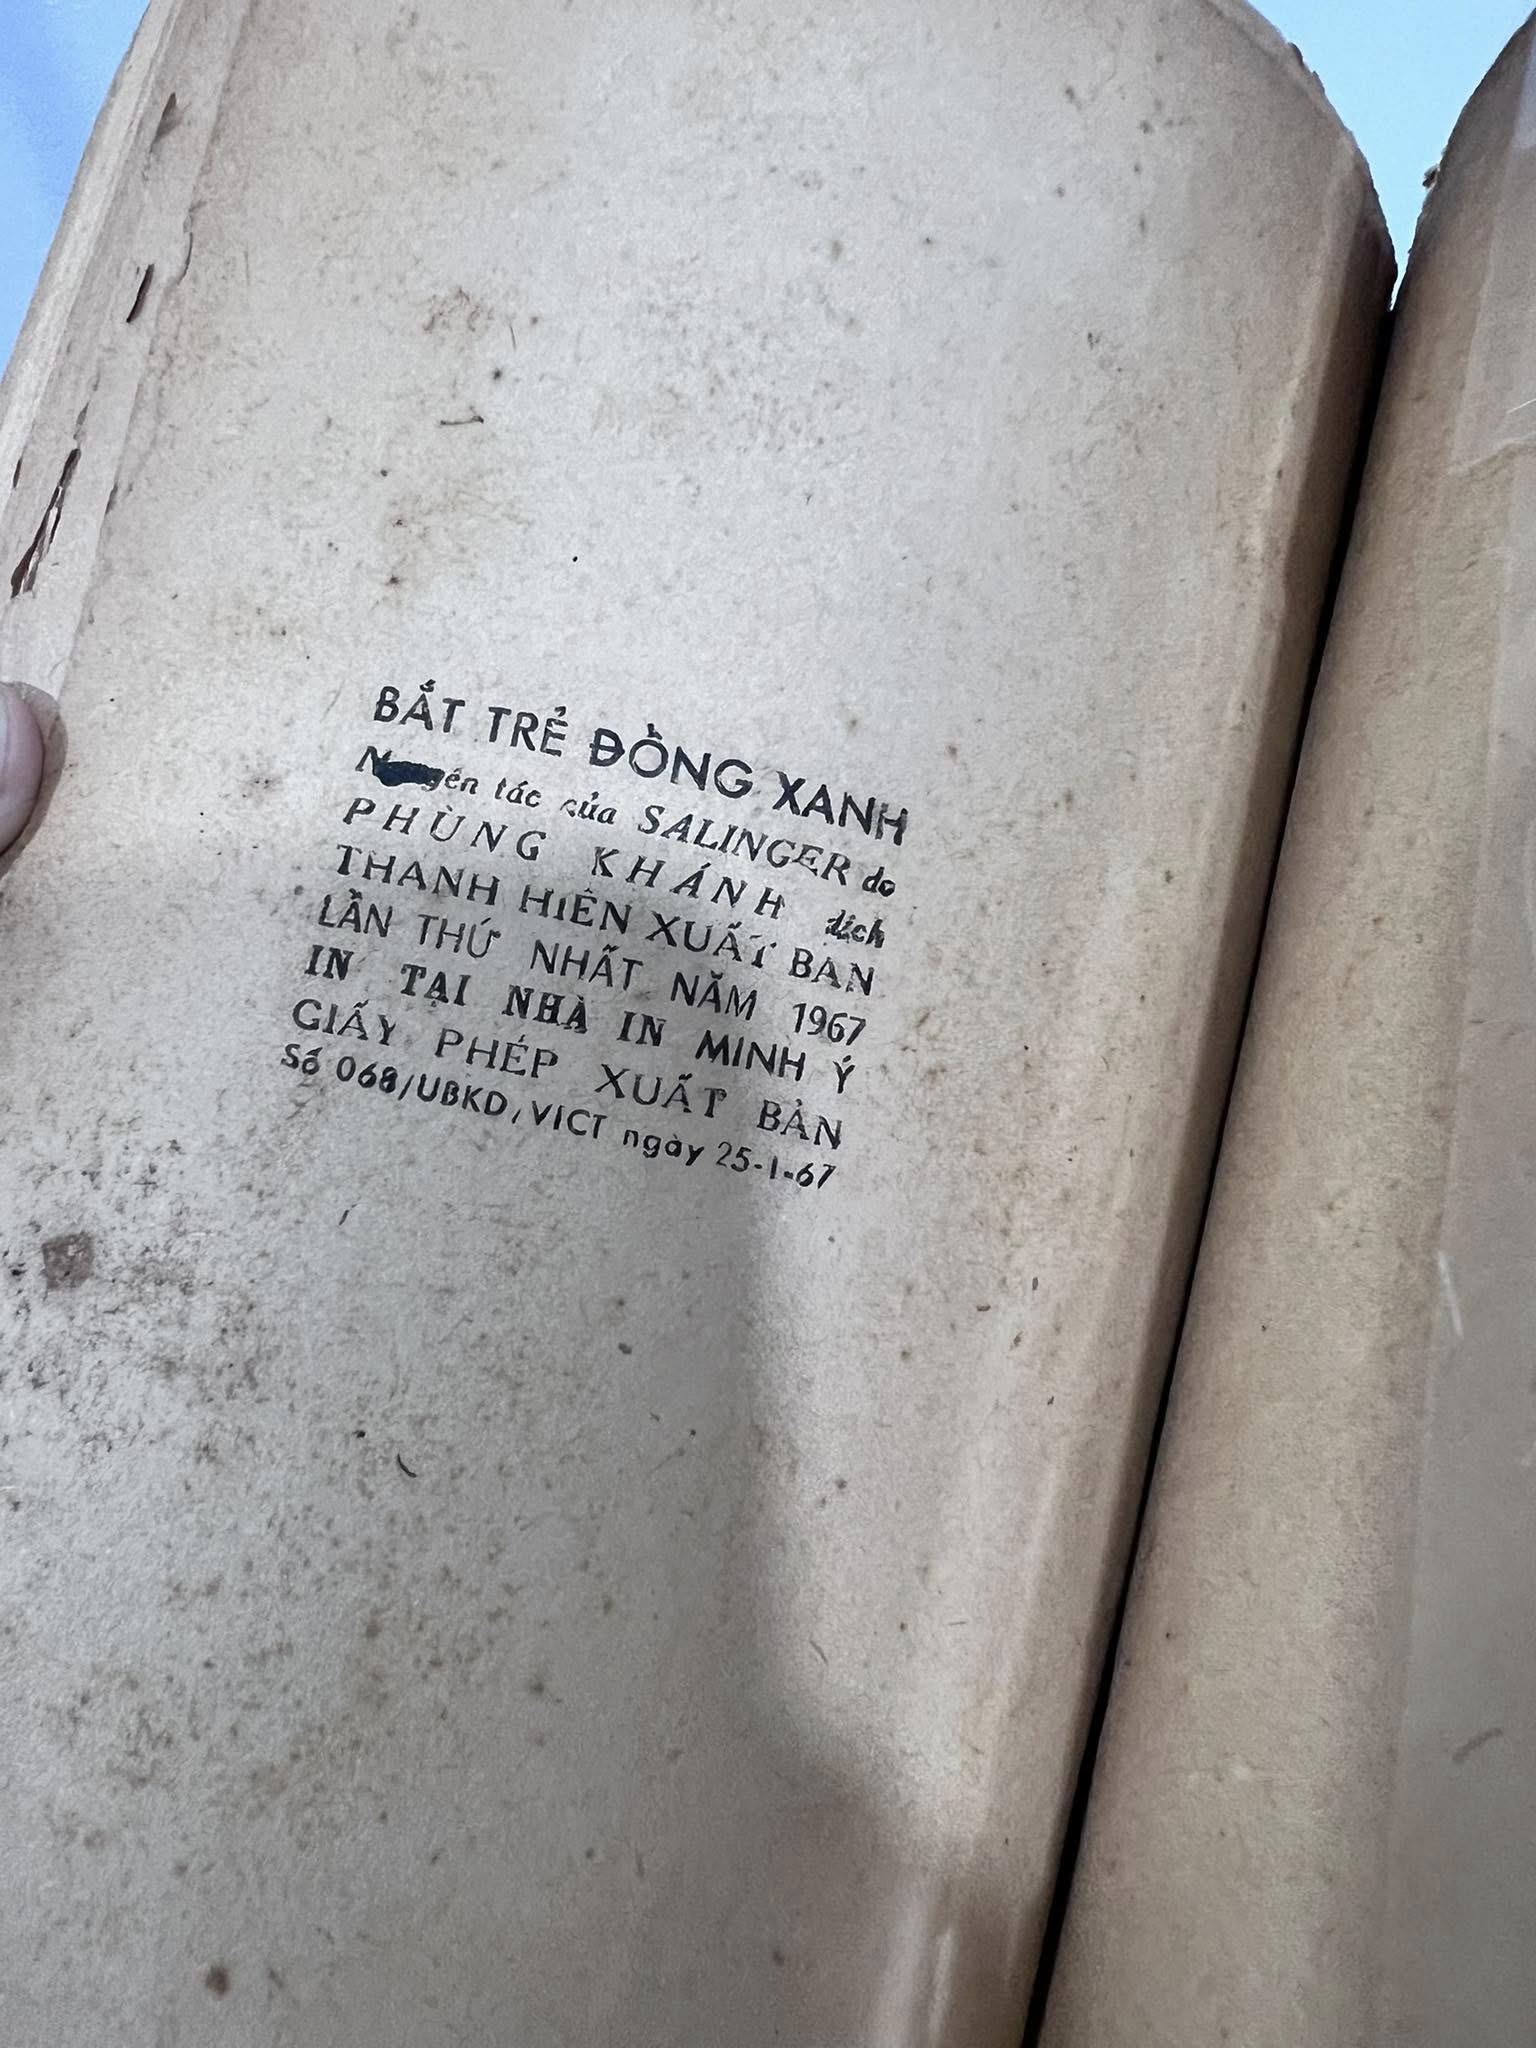 BẮT TRẺ ĐỒNG XANH
tác của SALINGER do
PHÙNG KHÁNH dịch
THANH HIÊN XUẤT BẢN
LẦN THỨ NHẤT NĂM 1967
IN TẠI NHÀ IN MINH Ý
GIẤY PHÉP XUẤT BẢN
Số 068/UBKD/VICT ngày 25-1-67